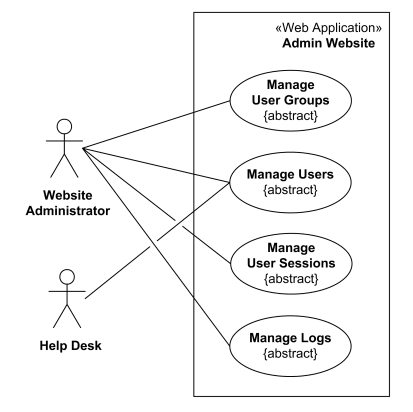 «Web Application»
Admin Website
Manage
User Groups
{abstract}
Manage Users
{abstract}
Website
Administrator
Manage
User Sessions
{abstract}
Help Desk
Manage Logs
{abstract}